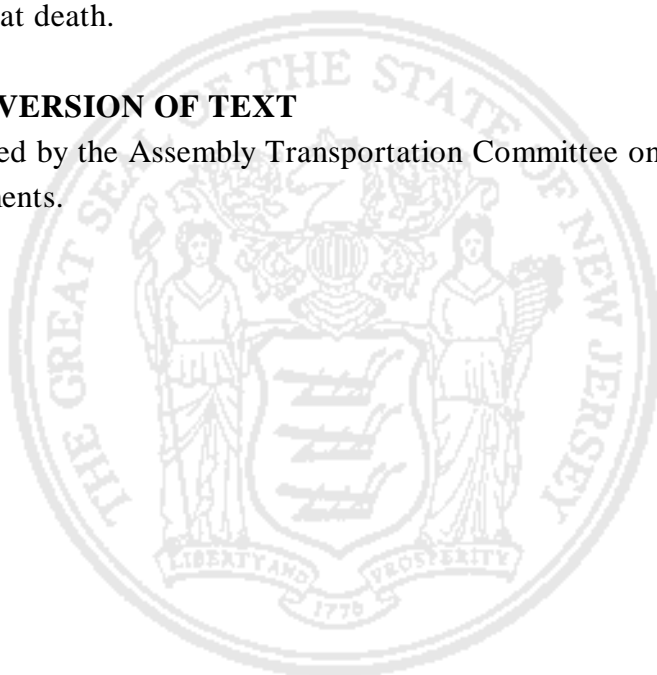 at death.
VERSION OF TEXT
ed by the Assembly Transportation Committee on
ents.
THE GREAT SEAL OF THE STATE OF NEW JERSEY
LIBERTY AND PROSPERITY
1776